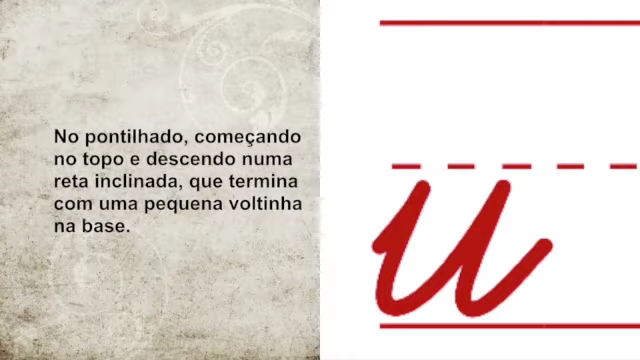 No pontilhado, começando
no topo e descendo numa
reta inclinada, que termina
com uma pequena voltinha
na base.
u